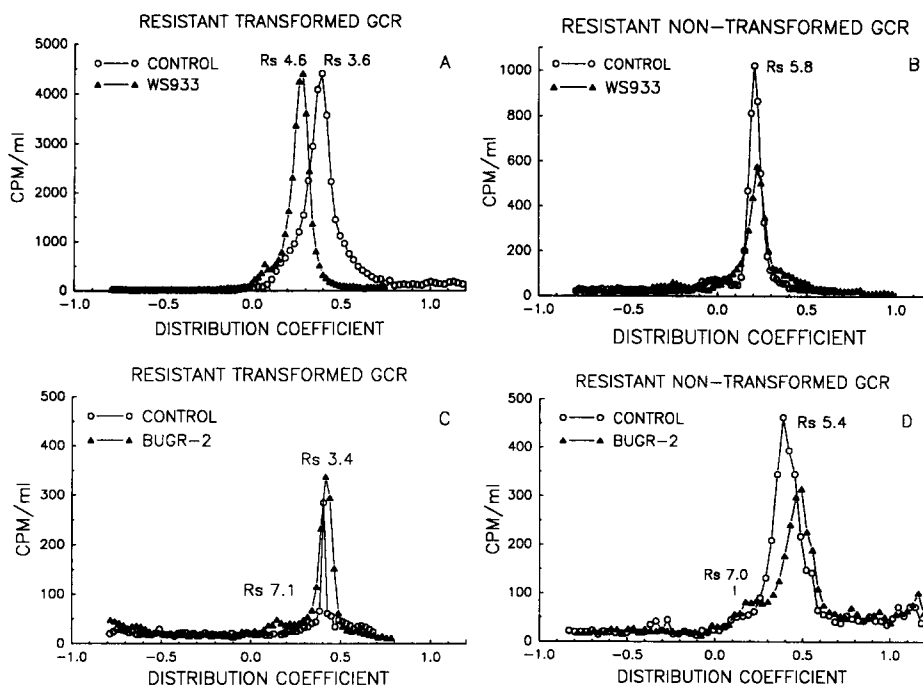 RESISTANT TRANSFORMED GCR
CONTROL
WS933
Rs 4.6
Rs 3.6
A
5000
4000
3000
2000
1000
0
CPM/ml
-1.0
-0.5
0.0
0.5
1.0
DISTRIBUTION COEFFICIENT
RESISTANT NON-TRANSFORMED GCR
CONTROL
WS933
Rs 5.8
B
1000
800
600
400
200
0
CPM/ml
-1.0
-0.5
0.0
0.5
1.0
DISTRIBUTION COEFFICIENT
RESISTANT TRANSFORMED GCR
CONTROL
BUGR-2
Rs 3.4
Rs 7.1
C
500
400
300
200
100
0
CPM/ml
-1.0
-0.5
0.0
0.5
1.0
DISTRIBUTION COEFFICIENT
RESISTANT NON-TRANSFORMED GCR
CONTROL
BUGR-2
Rs 5.4
Rs 7.0
D
500
400
300
200
100
0
CPM/ml
-1.0
-0.5
0.0
0.5
1.0
DISTRIBUTION COEFFICIENT